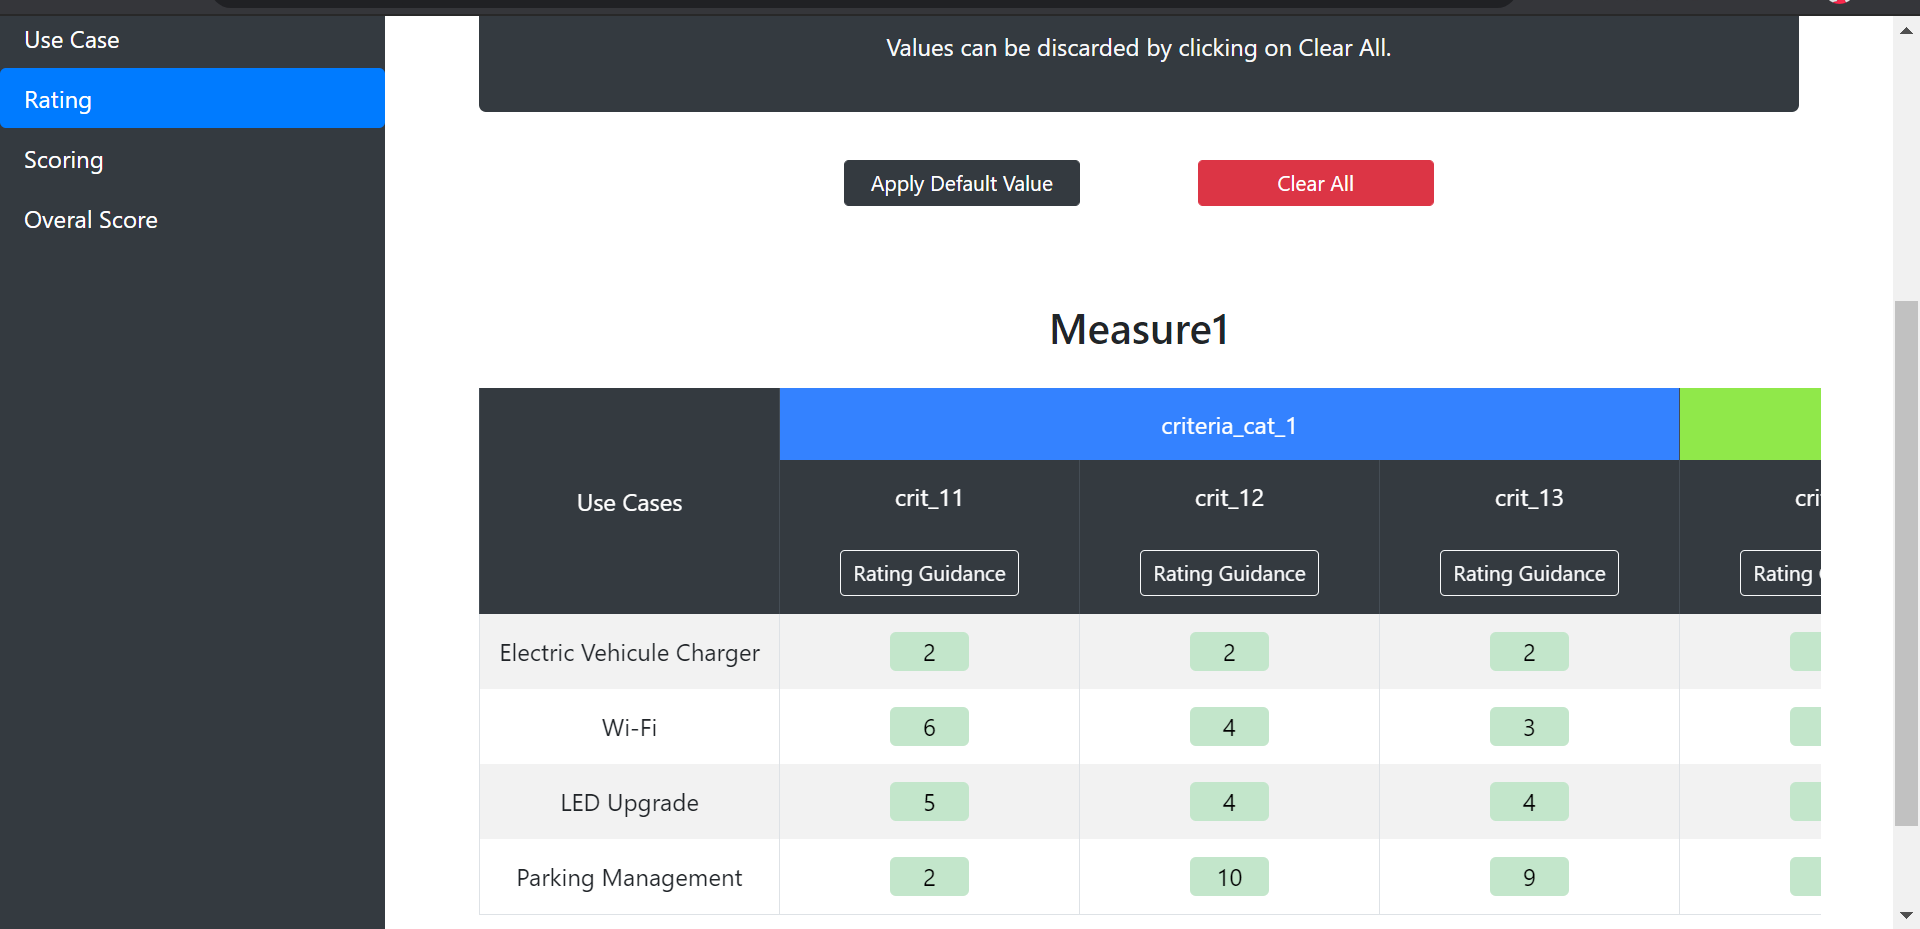 Use Case
Rating
Scoring
Overal Score
Values can be discarded by clicking on Clear All.
Apply Default Value
Clear All
Measure1
Use Cases
criteria_cat_1
crit_11
crit_12
crit_13
cri
Rating Guidance
Rating Guidance
Rating Guidance
Rating
Electric Vehicule Charger
2
2
2
Wi-Fi
6
4
3
LED Upgrade
5
4
4
Parking Management
2
10
9